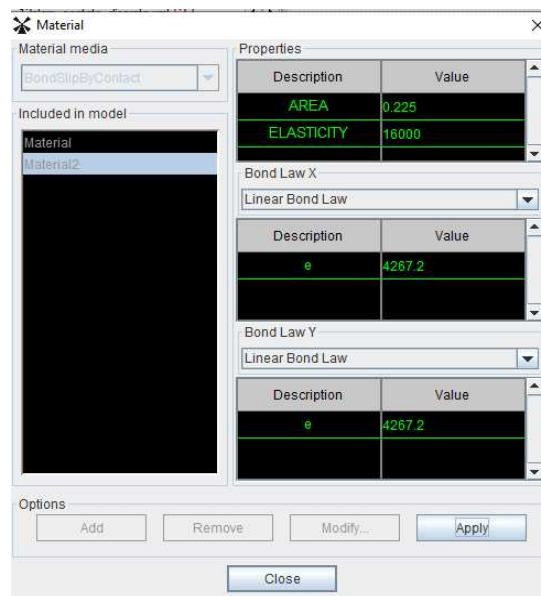 Material
Material media
BondSlipByContact
Included in model
Material
Material2
Properties
Description Value
AREA 0.225
ELASTICITY 16000
Bond Law X
Linear Bond Law
Description Value
e 4267.2
Bond Law Y
Linear Bond Law
Description Value
e 4267.2
Options
Add Remove Modify... Apply
Close